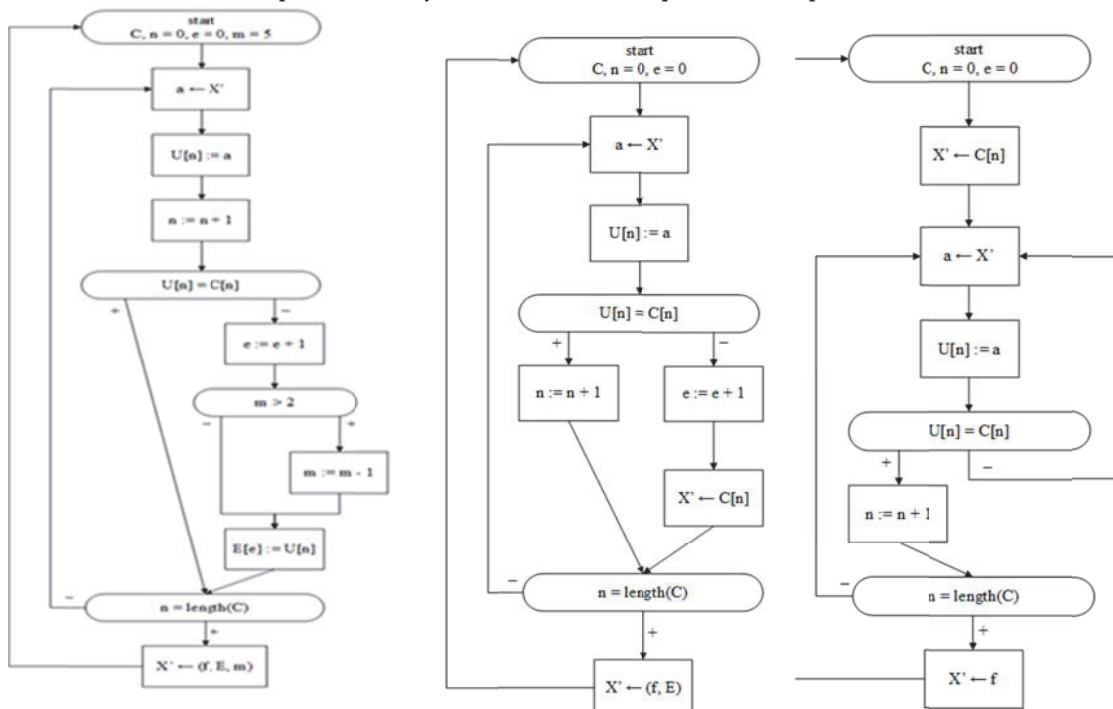 start
C, n = 0, e = 0, m = 5
a ← X'
U[n] := a
n := n + 1
U[n] = C[n]
+
−
e := e + 1
m > 2
−
+
m := m - 1
E[e] := U[n]
n = length(C)
−
+
X' ← (f, E, m)
start
C, n = 0, e = 0
a ← X'
U[n] := a
U[n] = C[n]
+
−
n := n + 1
e := e + 1
X' ← C[n]
n = length(C)
−
+
X' ← (f, E)
start
C, n = 0, e = 0
X' ← C[n]
a ← X'
U[n] := a
U[n] = C[n]
+
−
n := n + 1
n = length(C)
−
+
X' ← f